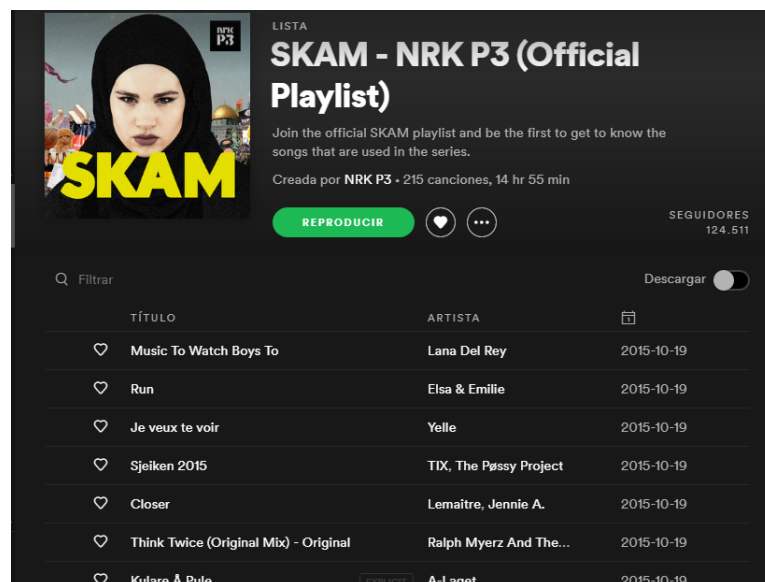 NRK
P3
SKAM
LISTA
SKAM - NRK P3 (Official
Playlist)
Join the official SKAM playlist and be the first to get to know the
songs that are used in the series.
Creada por NRK P3 • 215 canciones, 14 hr 55 min
REPRODUCIR
SEGUIDORES
124.511
Filtrar
Descargar
TÍTULO ARTISTA
Music To Watch Boys To Lana Del Rey 2015-10-19
Run Elsa & Emilie 2015-10-19
Je veux te voir Yelle 2015-10-19
Sjeiken 2015 TIX, The Pøssy Project 2015-10-19
Closer Lemaitre, Jennie A. 2015-10-19
Think Twice (Original Mix) - Original Ralph Myerz And The... 2015-10-19
Kulare Å Pule EXPLICIT A-Laget 2015-10-19